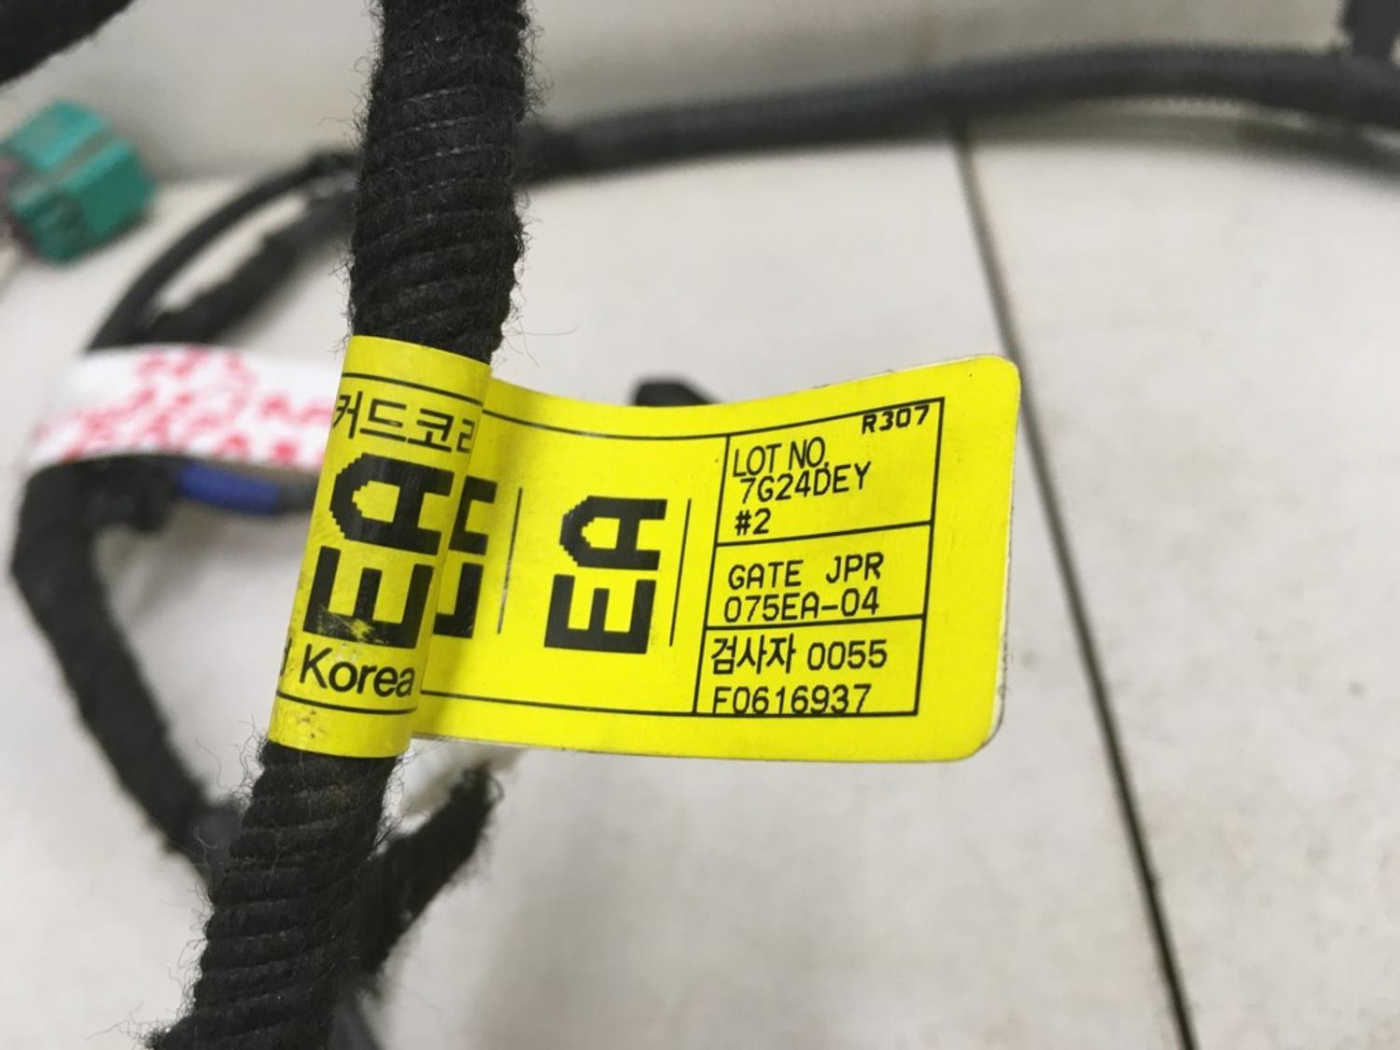 커드코리
EA
Korea
EA
R307
LOT NO.
7G24DEY
#2
GATE JPR
075EA-04
검사자 0055
F0616937